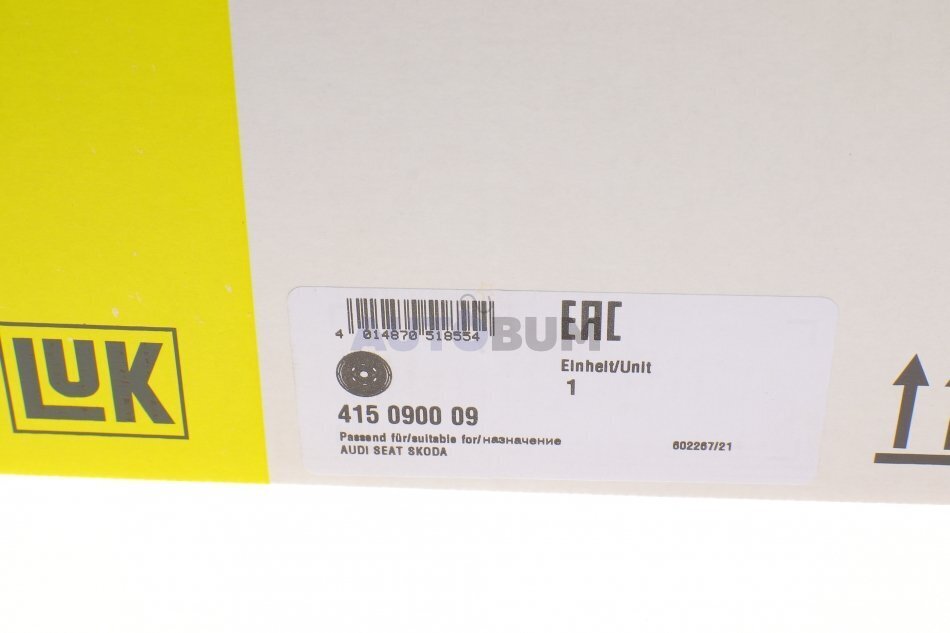 LUK
EAC
4 014870 518554
AUTOBUM
Einheit/Unit
1
415 0900 09
Passend für/suitable for/назначение
AUDI SEAT SKODA
602267/21